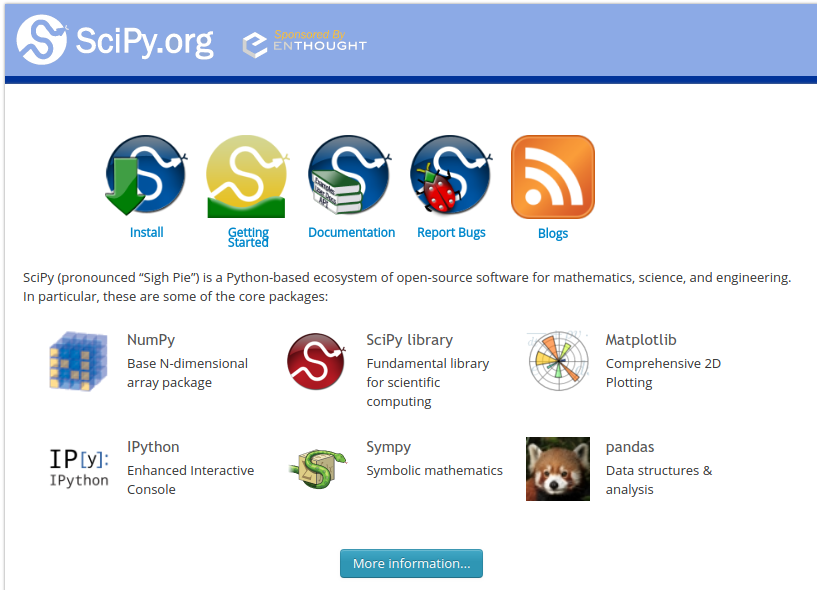 SciPy.org
Sponsored By
ENTHOUGHT
Install
Getting
Started
Documentation
Report Bugs
Blogs
SciPy (pronounced “Sigh Pie”) is a Python-based ecosystem of open-source software for mathematics, science, and engineering.
In particular, these are some of the core packages:
NumPy
Base N-dimensional
array package
SciPy library
Fundamental library
for scientific
computing
Matplotlib
Comprehensive 2D
Plotting
IP[y]:
IPython
IPython
Enhanced Interactive
Console
Sympy
Symbolic mathematics
pandas
Data structures &
analysis
More information...